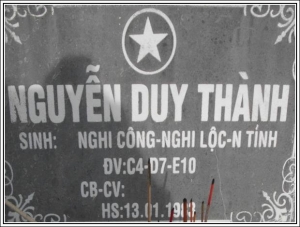 NGUYỄN DUY THÀNH
SINH: NGHI CÔNG-NGHI LỘC-N TĨNH
ĐV:C4-D7-E10
CB-CV:
HS:13.01